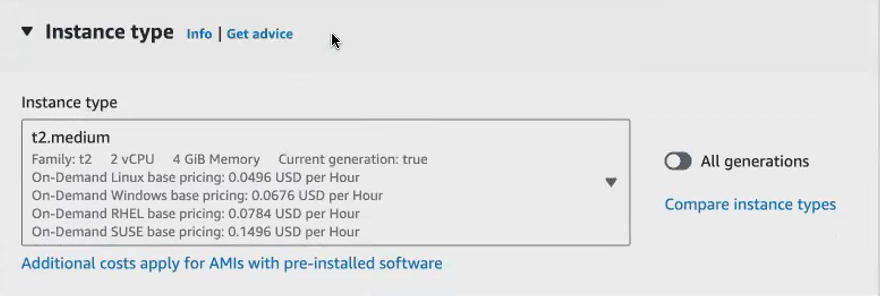 Instance type Info | Get advice
Instance type
t2.medium
Family: t2 2 vCPU 4 GiB Memory Current generation: true
On-Demand Linux base pricing: 0.0496 USD per Hour
On-Demand Windows base pricing: 0.0676 USD per Hour
On-Demand RHEL base pricing: 0.0784 USD per Hour
On-Demand SUSE base pricing: 0.1496 USD per Hour
All generations
Compare instance types
Additional costs apply for AMIs with pre-installed software